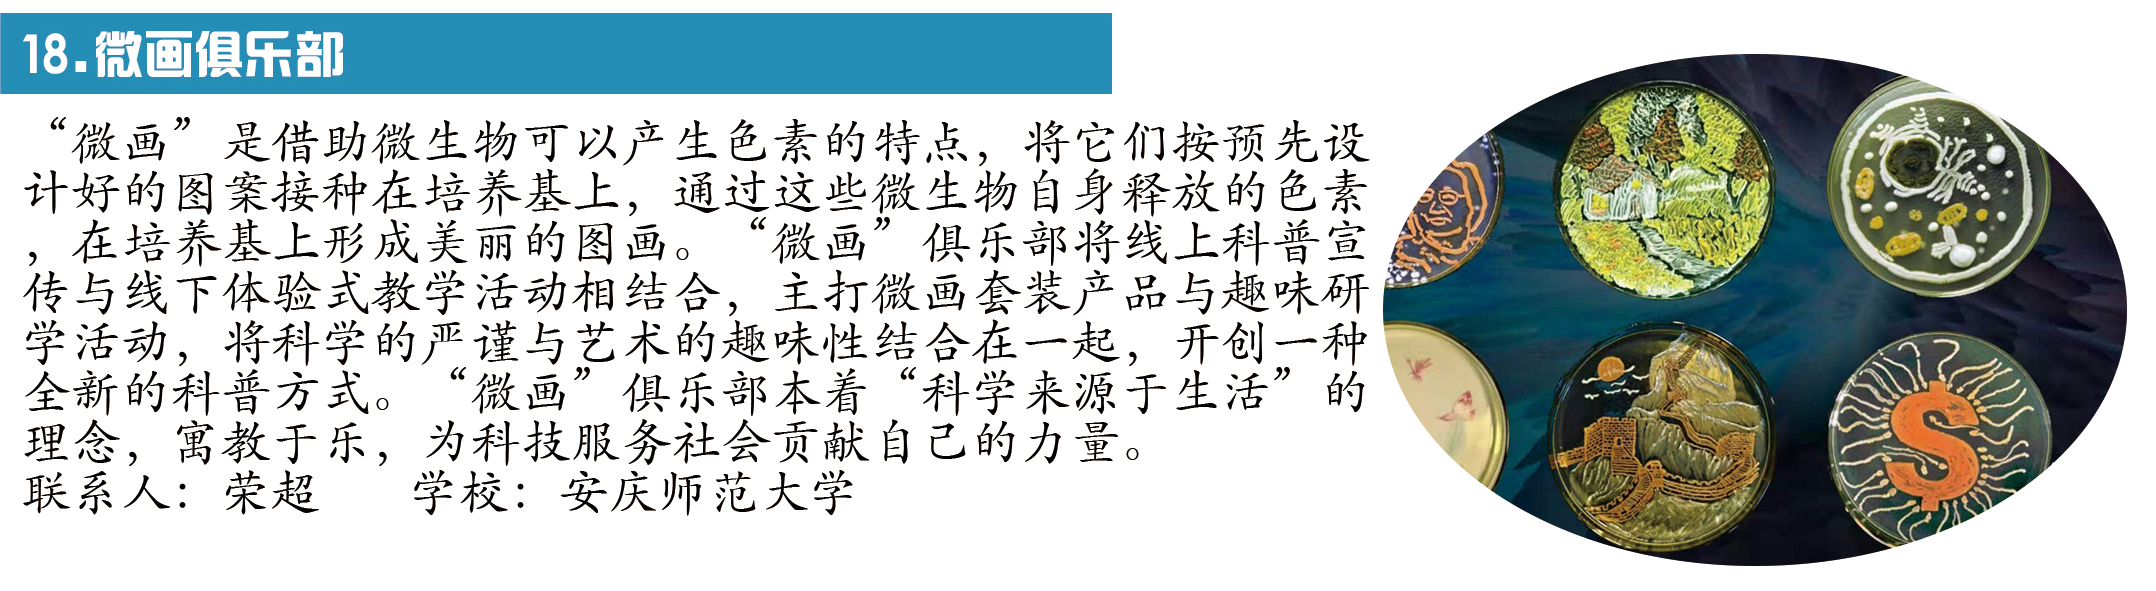 18.微画俱乐部
“微画”是借助微生物可以产生色素的特点，将它们按预先设
计好的图案接种在培养基上，通过这些微生物自身释放的色素
，在培养基上形成美丽的图画。“微画”俱乐部将线上科普宣
传与线下体验式教学活动相结合，主打微画套装产品与趣味研
学活动，将科学的严谨与艺术的趣味性结合在一起，开创一种
全新的科普方式。“微画”俱乐部本着“科学来源于生活”的
理念，寓教于乐，为科技服务社会贡献自己的力量。
联系人：荣超 学校：安庆师范大学